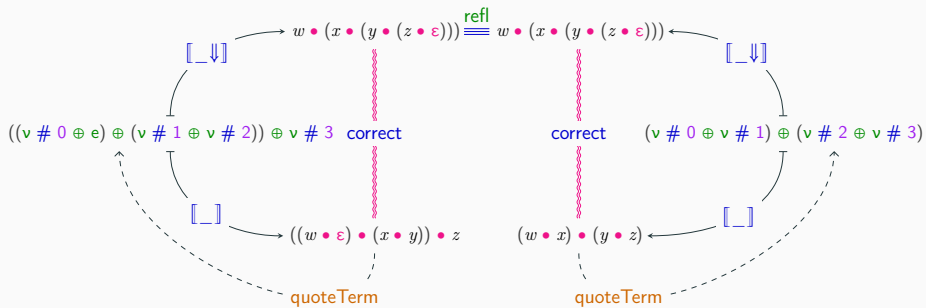 refl
w • (x • (y • (z • ε))) ≡ w • (x • (y • (z • ε)))
⟦_⇓⟧ ⟦_⇓⟧
((ν # 0 ⊕ e) ⊕ (ν # 1 ⊕ ν # 2)) ⊕ ν # 3 correct correct (ν # 0 ⊕ ν # 1) ⊕ (ν # 2 ⊕ ν # 3)
⟦_⟧ ⟦_⟧
((w • ε) • (x • y)) • z (w • x) • (y • z)
quoteTerm quoteTerm